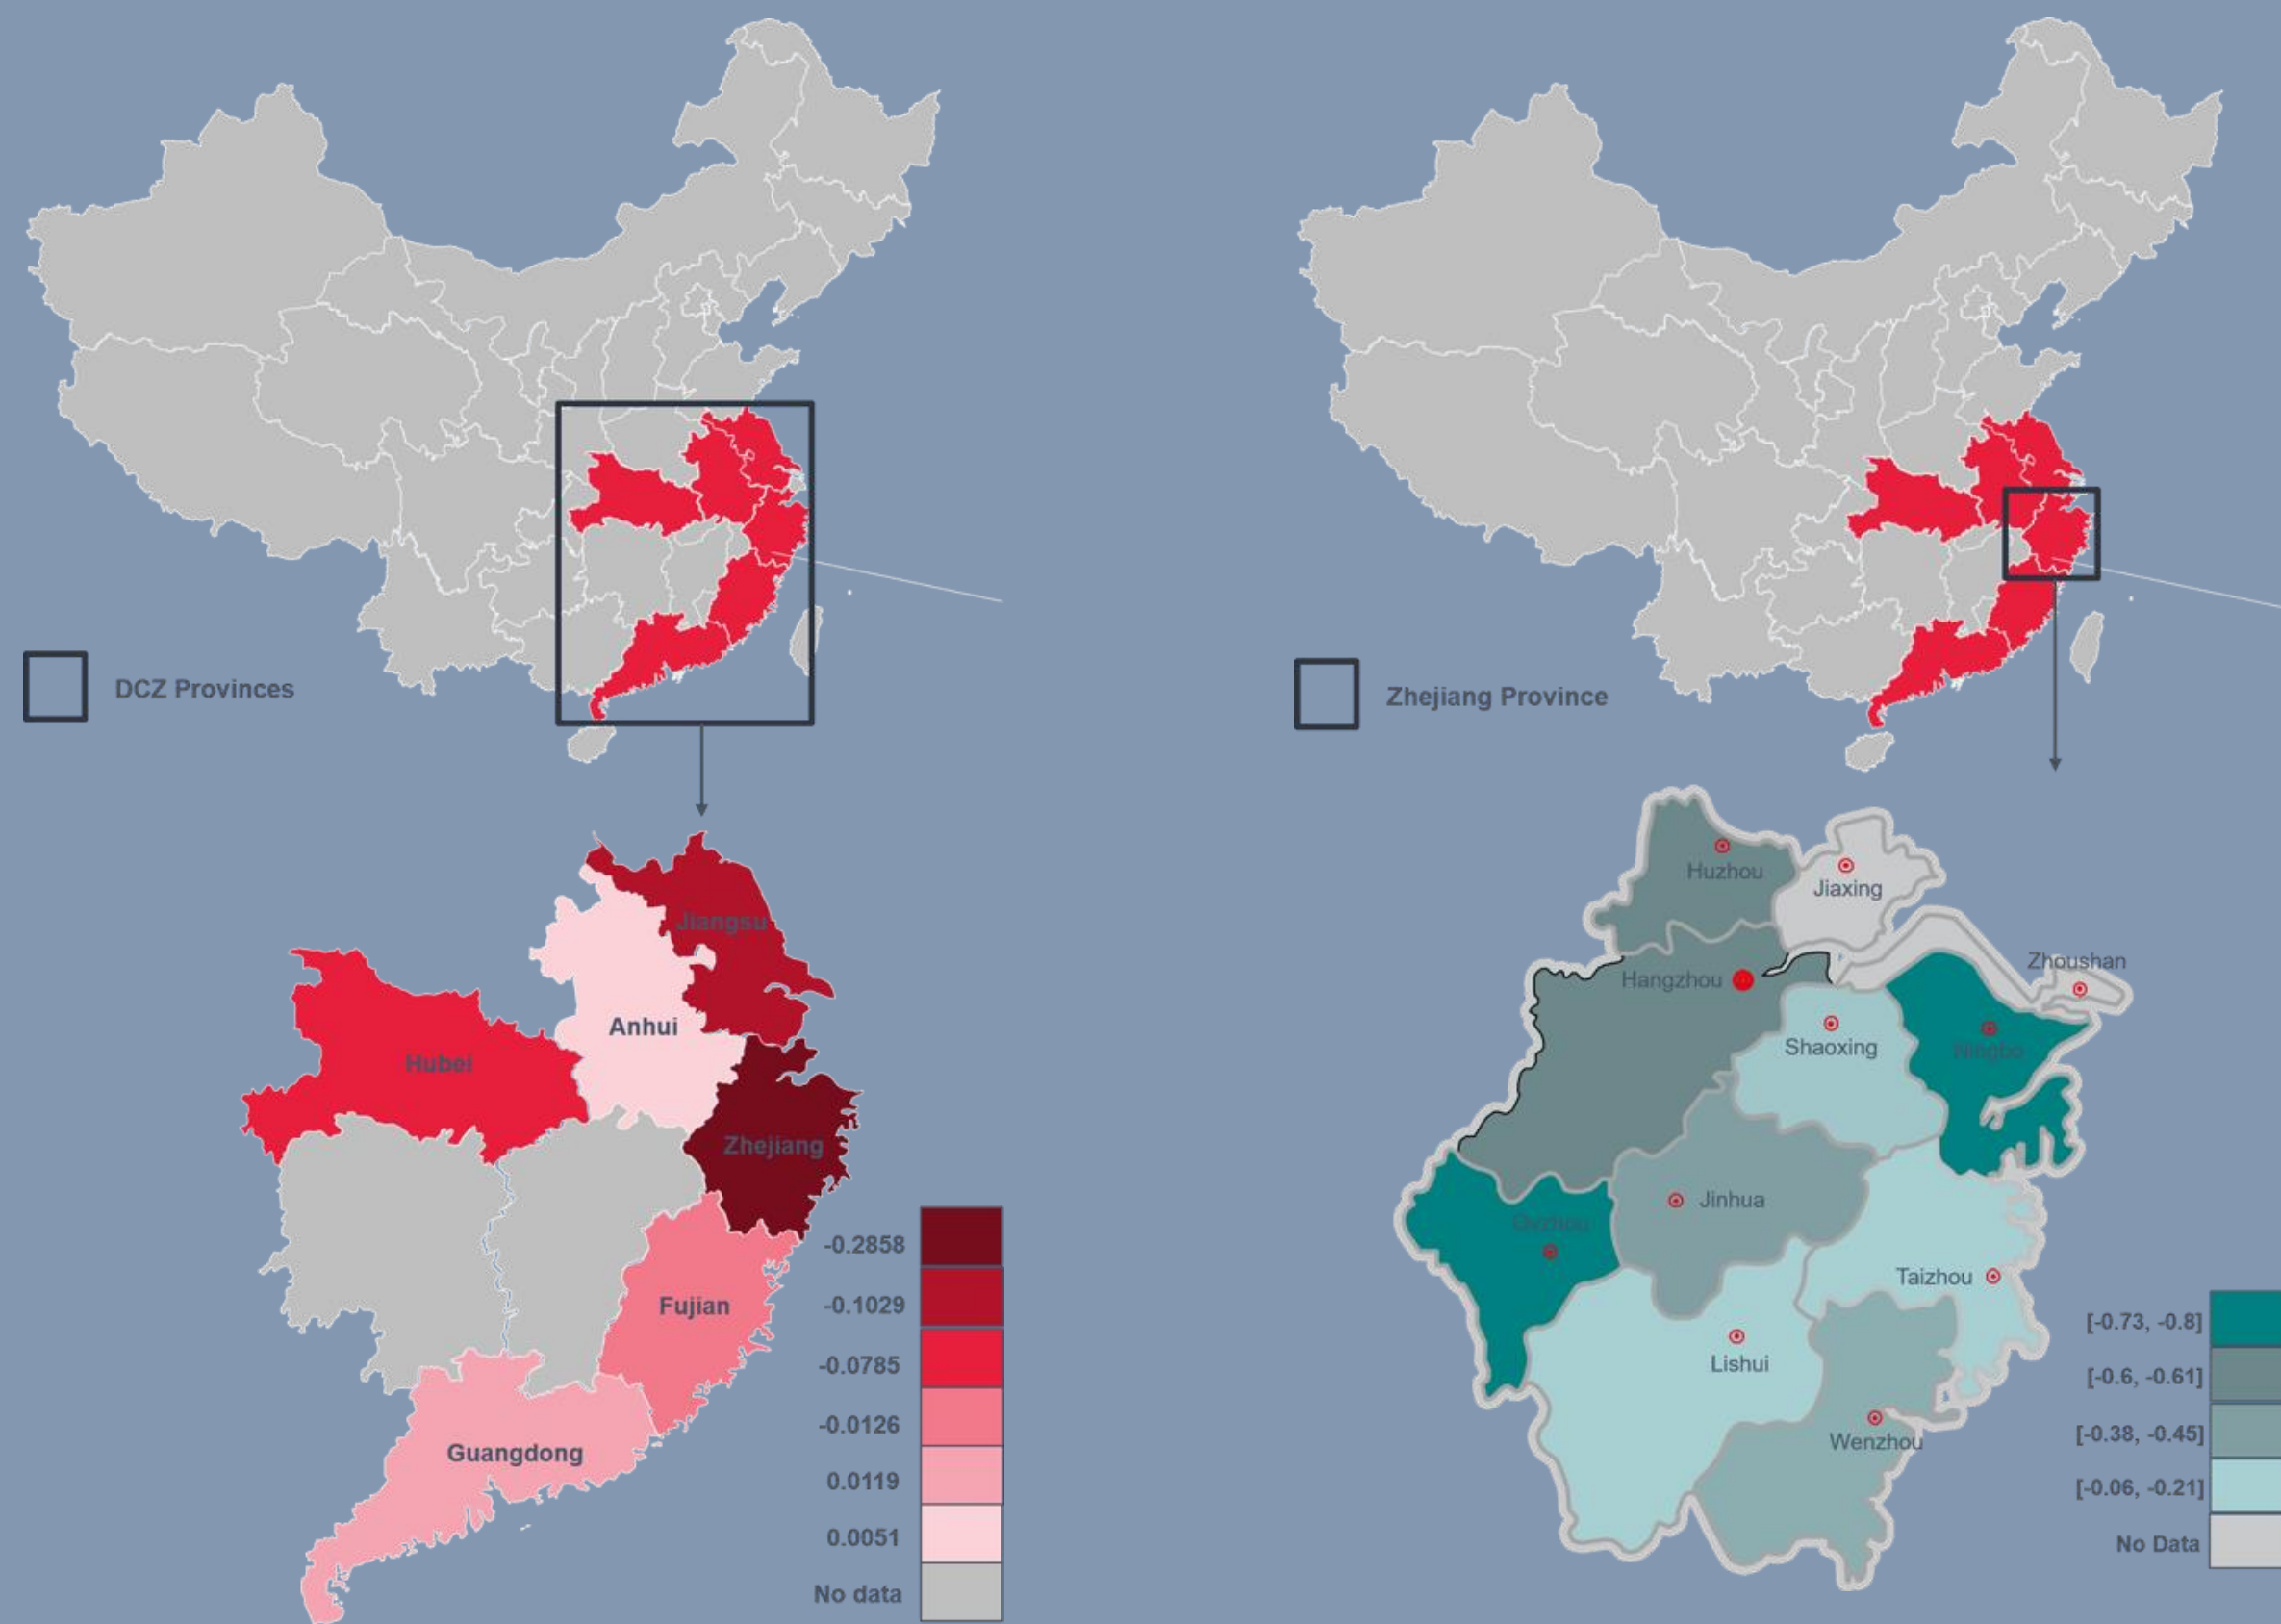 DCZ Provinces
Zhejiang Province
Jiangsu
Anhui
Hubei
Zhejiang
Fujian
Guangdong
-0.2858
-0.1029
-0.0785
-0.0126
0.0119
0.0051
No data
Huzhou
Jiaxing
Zhoushan
Hangzhou
Shaoxing
Ningbo
Jinhua
Quzhou
Taizhou
Lishui
Wenzhou
[-0.73, -0.8]
[-0.6, -0.61]
[-0.38, -0.45]
[-0.06, -0.21]
No Data